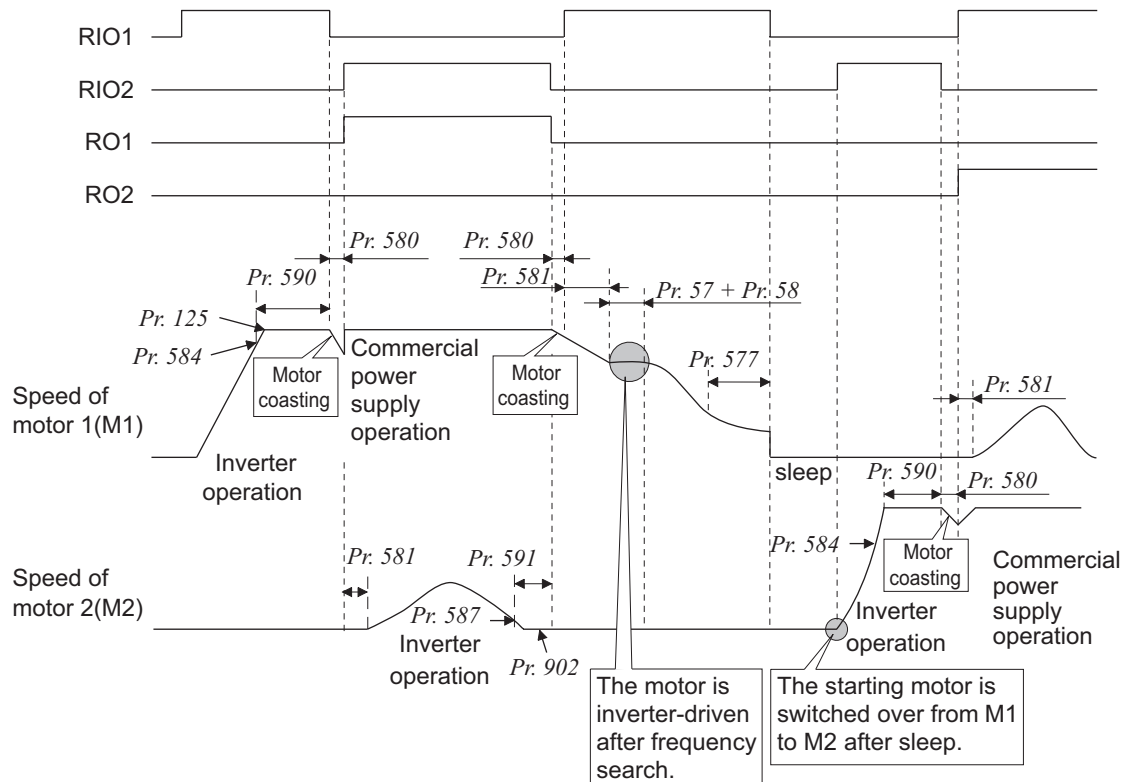 RIO1
RIO2
RO1
RO2
Pr. 580
Pr. 580
Pr. 590
Pr. 581
Pr. 57 + Pr. 58
Pr. 125
Pr. 584
Pr. 577
Motor
coasting
Commercial
power
supply
operation
Motor
coasting
Speed of
motor 1(M1)
Pr. 581
Inverter
operation
sleep
Pr. 590
Pr. 580
Pr. 581
Pr. 591
Pr. 584
Motor
coasting
Commercial
power
supply
operation
Speed of
motor 2(M2)
Pr. 587
Inverter
operation
Pr. 902
Inverter
operation
The motor is
inverter-driven
after frequency
search.
The starting motor is
switched over from M1
to M2 after sleep.